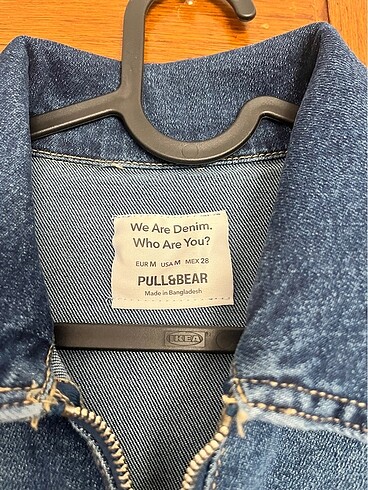 We Are Denim.
Who Are You?
EUR M USA M MEX 28
PULL&BEAR
Made in Bangladesh
IKEA